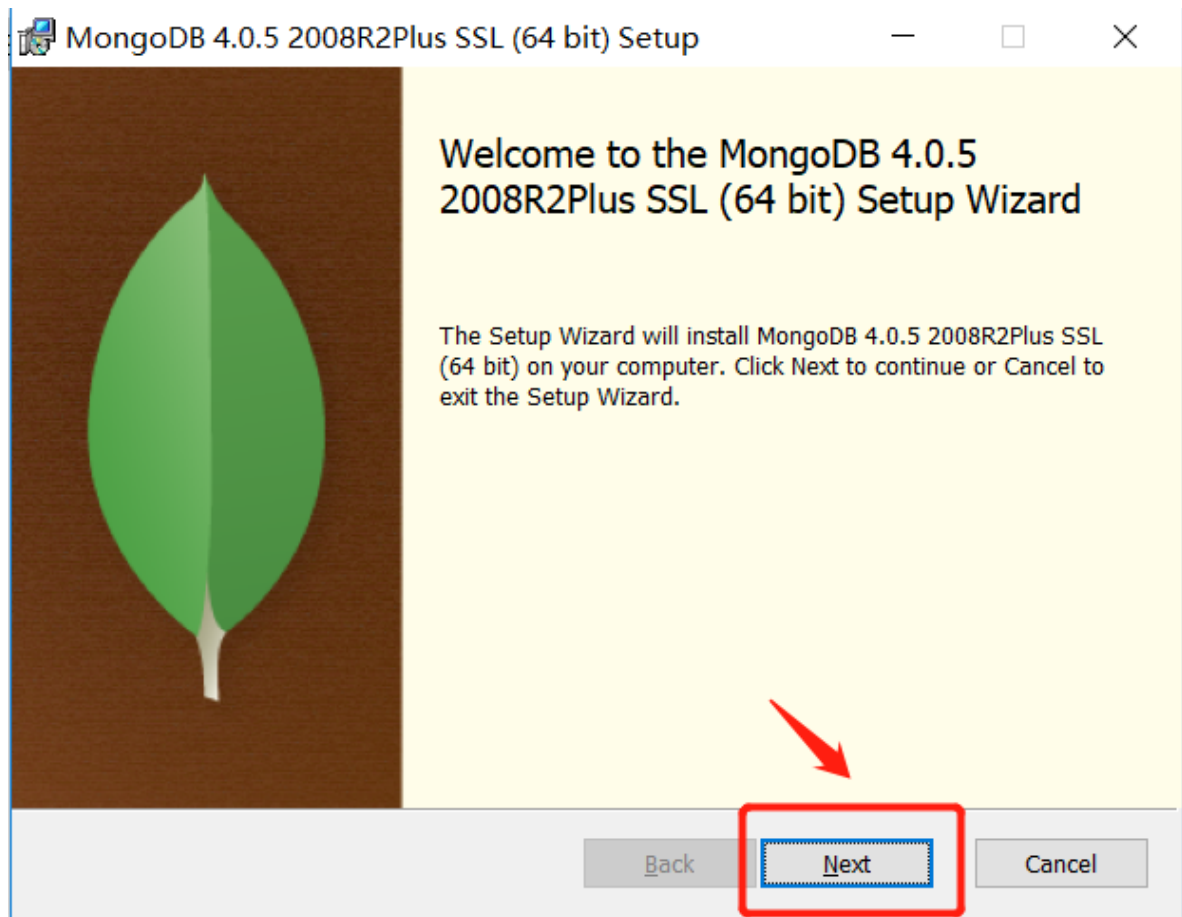 MongoDB 4.0.5 2008R2Plus SSL (64 bit) Setup
Welcome to the MongoDB 4.0.5
2008R2Plus SSL (64 bit) Setup Wizard
The Setup Wizard will install MongoDB 4.0.5 2008R2Plus SSL
(64 bit) on your computer. Click Next to continue or Cancel to
exit the Setup Wizard.
Back
Next
Cancel